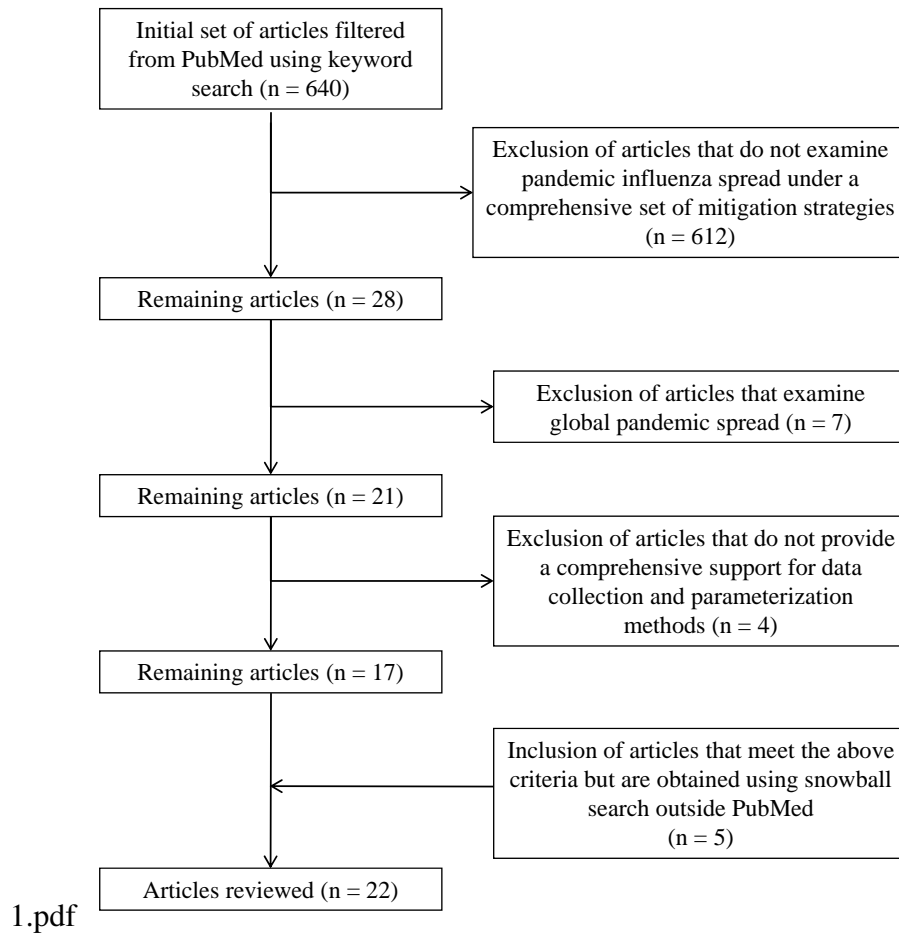 Initial set of articles filtered
from PubMed using keyword
search (n = 640)
Exclusion of articles that do not examine
pandemic influenza spread under a
comprehensive set of mitigation strategies
(n = 612)
Remaining articles (n = 28)
Exclusion of articles that examine
global pandemic spread (n = 7)
Remaining articles (n = 21)
Exclusion of articles that do not provide
a comprehensive support for data
collection and parameterization
methods (n = 4)
Remaining articles (n = 17)
Inclusion of articles that meet the above
criteria but are obtained using snowball
search outside PubMed
(n = 5)
Articles reviewed (n = 22)
1.pdf